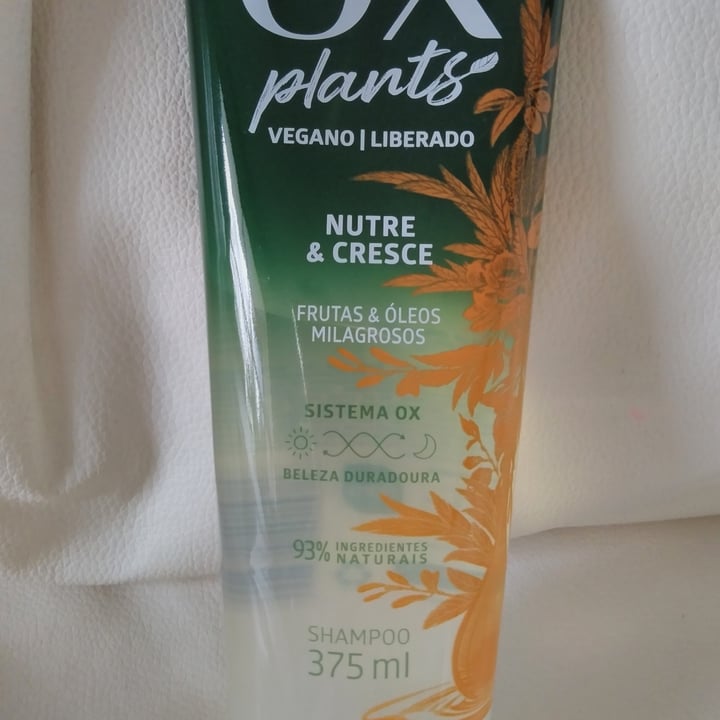 OX
plants
VEGANO | LIBERADO
NUTRE
& CRESCE
FRUTAS & ÓLEOS
MILAGROSOS
SISTEMA OX
BELEZA DURADOURA
93% INGREDIENTES
NATURAIS
SHAMPOO
375 ml